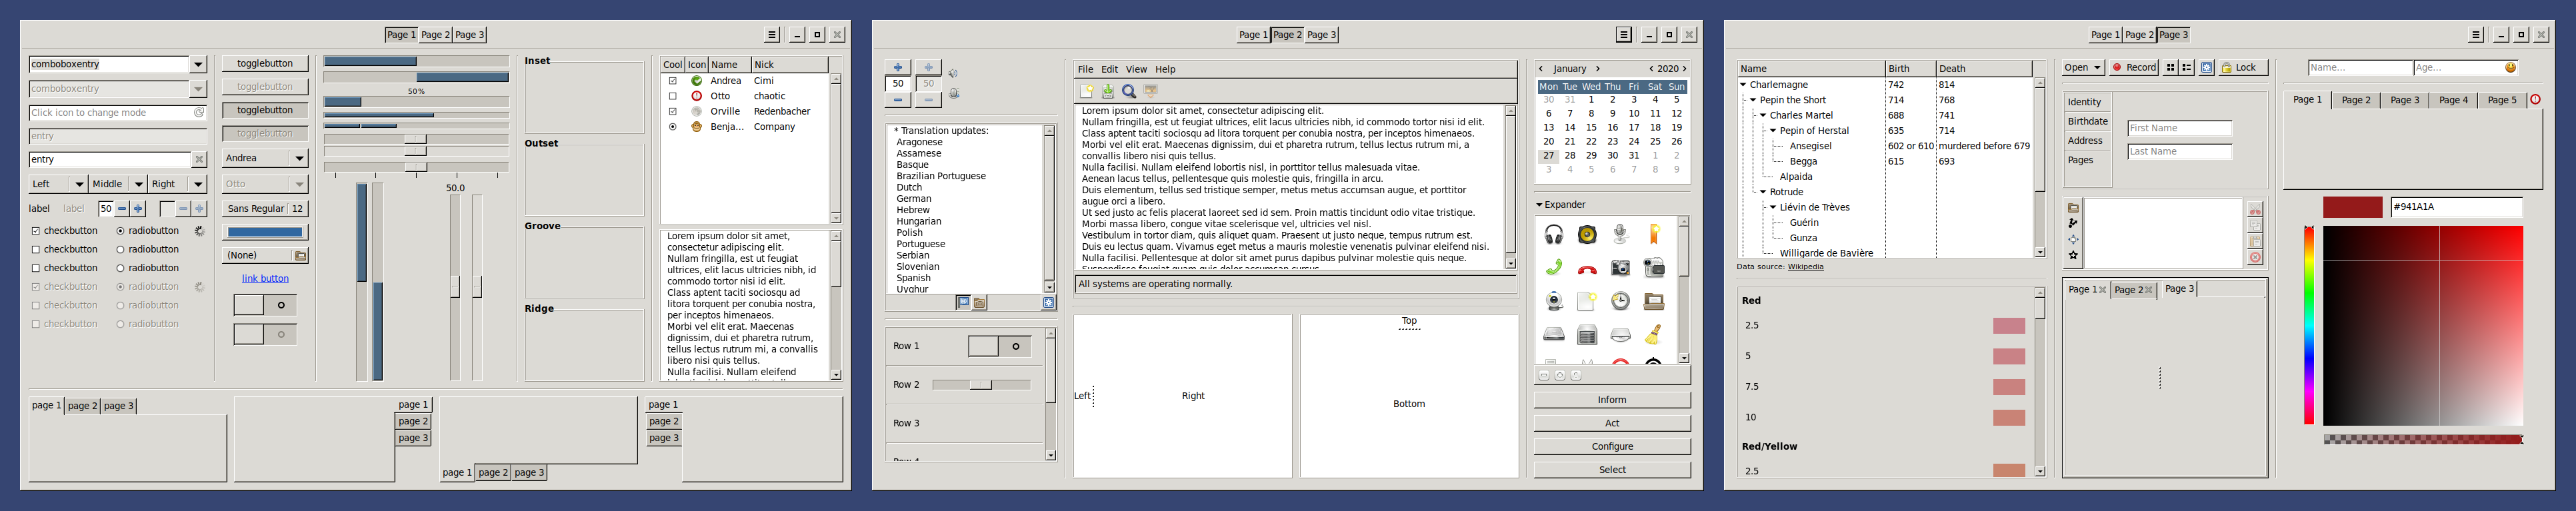 Page 1 Page 2 Page 3
comboboxentry
comboboxentry
Click icon to change mode
entry
entry
Left Middle Right
label label 50
checkbutton radiobutton
checkbutton radiobutton
checkbutton radiobutton
checkbutton radiobutton
checkbutton radiobutton
checkbutton radiobutton
togglebutton
togglebutton
togglebutton
togglebutton
Andrea
Otto
Sans Regular 12
(None)
link button
50%
50.0
Inset
Outset
Groove
Ridge
Cool Icon Name Nick
Andrea Cimi
Otto chaotic
Orville Redenbacher
Benja... Company
Lorem ipsum dolor sit amet,
consectetur adipiscing elit.
Nullam fringilla, est ut feugiat
ultrices, elit lacus ultricies nibh, id
commodo tortor nisi id elit.
Class aptent taciti sociosqu ad
litora torquent per conubia nostra,
per inceptos himenaeos.
Morbi vel elit erat. Maecenas
dignissim, dui et pharetra rutrum,
tellus lectus rutrum mi, a convallis
libero nisi quis tellus.
Nulla facilisi. Nullam eleifend
page 1 page 2 page 3
page 1
page 2
page 3
page 1 page 2 page 3
page 1
page 2
page 3
Page 1 Page 2 Page 3
50 50
* Translation updates:
Aragonese
Assamese
Basque
Brazilian Portuguese
Dutch
German
Hebrew
Hungarian
Polish
Portuguese
Serbian
Slovenian
Spanish
Uyghur
Row 1
Row 2
Row 3
File Edit View Help
Lorem ipsum dolor sit amet, consectetur adipiscing elit.
Nullam fringilla, est ut feugiat ultrices, elit lacus ultricies nibh, id commodo tortor nisi id elit.
Class aptent taciti sociosqu ad litora torquent per conubia nostra, per inceptos himenaeos.
Morbi vel elit erat. Maecenas dignissim, dui et pharetra rutrum, tellus lectus rutrum mi, a
convallis libero nisi quis tellus.
Nulla facilisi. Nullam eleifend lobortis nisl, in porttitor tellus malesuada vitae.
Aenean lacus tellus, pellentesque quis molestie quis, fringilla in arcu.
Duis elementum, tellus sed tristique semper, metus metus accumsan augue, et porttitor
augue orci a libero.
Ut sed justo ac felis placerat laoreet sed id sem. Proin mattis tincidunt odio vitae tristique.
Morbi massa libero, congue vitae scelerisque vel, ultricies vel nisl.
Vestibulum in tortor diam, quis aliquet quam. Praesent ut justo neque, tempus rutrum est.
Duis eu lectus quam. Vivamus eget metus a mauris molestie venenatis pulvinar eleifend nisi.
Nulla facilisi. Pellentesque at dolor sit amet purus dapibus pulvinar molestie quis neque.
Suspendisse feugiat quam quis dolor accumsan cursus.
All systems are operating normally.
Left Right
Top
Bottom
January 2020
Mon Tue Wed Thu Fri Sat Sun
30 31 1 2 3 4 5
6 7 8 9 10 11 12
13 14 15 16 17 18 19
20 21 22 23 24 25 26
27 28 29 30 31 1 2
3 4 5 6 7 8 9
Expander
Inform
Act
Configure
Select
Page 1 Page 2 Page 3
Name Birth Death
Charlemagne 742 814
Pepin the Short 714 768
Charles Martel 688 741
Pepin of Herstal 635 714
Ansegisel 602 or 610 murdered before 679
Begga 615 693
Alpaida
Rotrude
Liévin de Trèves
Guérin
Gunza
Willigarde de Bavière
Data source: Wikipedia
Red
2.5
5
7.5
10
Red/Yellow
2.5
Open Record Lock
Identity
Birthdate
Address
Pages
First Name
Last Name
Page 1 Page 2 Page 3
Name... Age...
Page 1 Page 2 Page 3 Page 4 Page 5
#941A1A